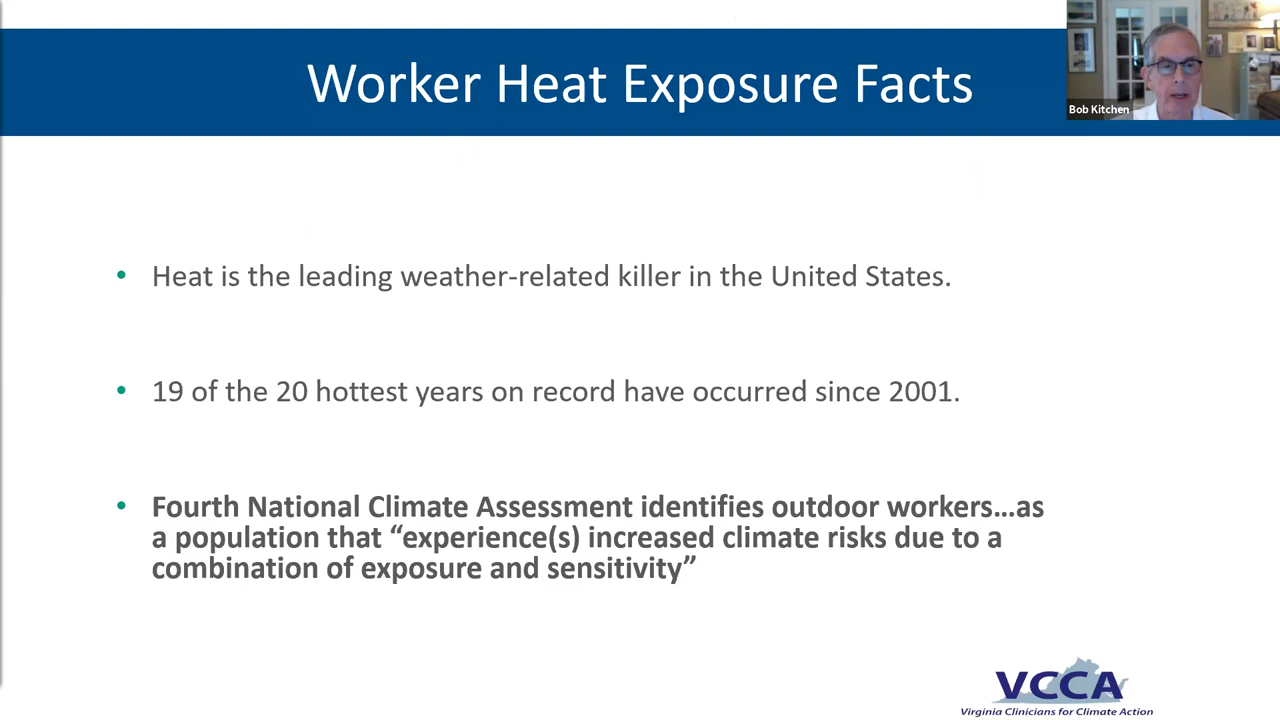 Worker Heat Exposure Facts
Bob Kitchen
• Heat is the leading weather-related killer in the United States.
• 19 of the 20 hottest years on record have occurred since 2001.
• Fourth National Climate Assessment identifies outdoor workers…as
a population that “experience(s) increased climate risks due to a
combination of exposure and sensitivity”
VCCA
Virginia Clinicians for Climate Action